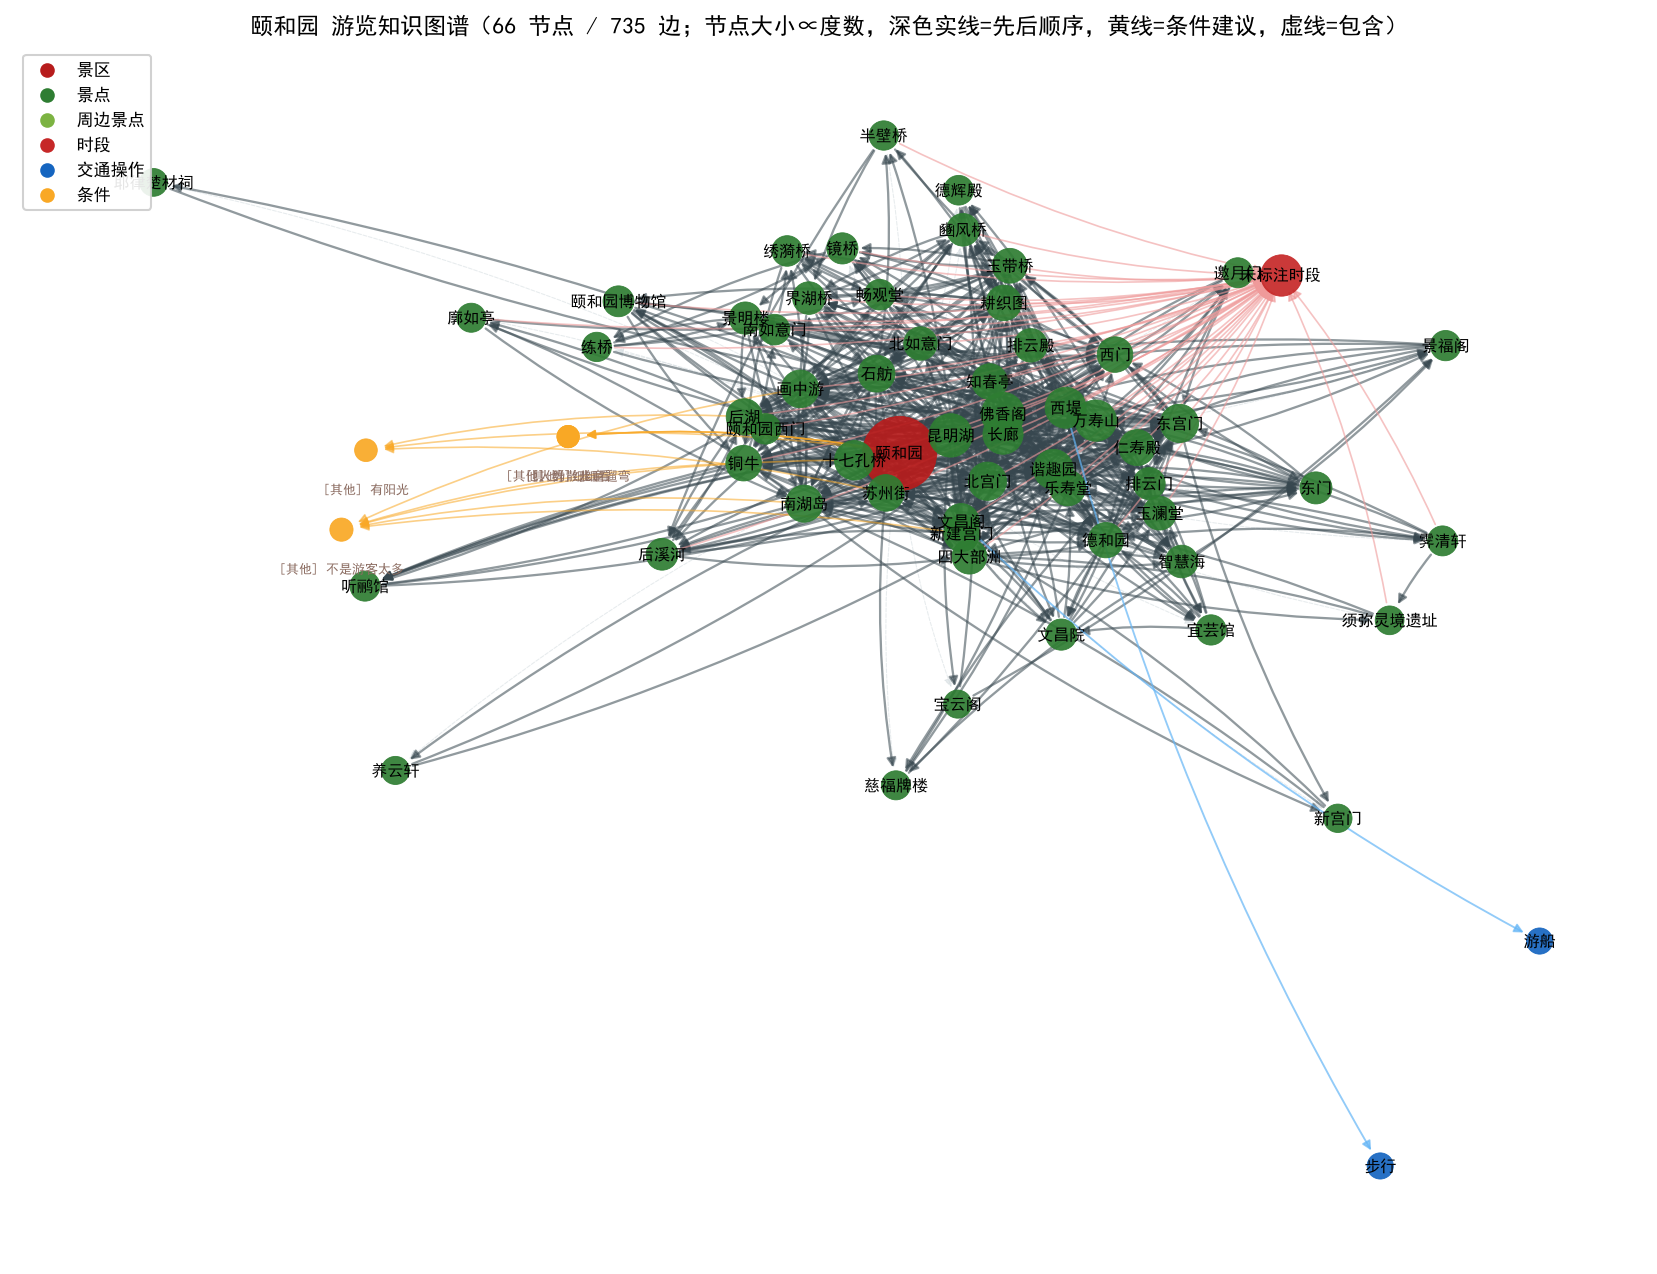 颐和园 游览知识图谱（66 节点 / 735 边；节点大小∝度数，深色实线=先后顺序，黄线=条件建议，虚线=包含）
景区
景点
周边景点
时段
交通操作
条件
楚材祠
半壁桥
德辉殿
豳风桥
绣漪桥
镜桥
玉带桥
邀月门
未标注时段
颐和园博物馆
界湖桥
畅观堂
耕织图
廓如亭
景明楼
南如意门
练桥
北如意门
排云殿
西门
景福阁
石舫
知春亭
画中游
后湖
颐和园西门
佛香阁
西堤
万寿山
东宫门
昆明湖
长廊
仁寿殿
颐和园
十七孔桥
铜牛
谐趣园
[其他] 有阳光
北宫门
乐寿堂
排云门
东门
苏州街
南湖岛
玉澜堂
文昌阁
新建宫门
德和园
霁清轩
后溪河
四大部洲
智慧海
[其他] 不是游客太多
听鹂馆
须弥灵境遗址
文昌院
宜芸馆
宝云阁
养云轩
慈福牌楼
新宫门
游船
步行